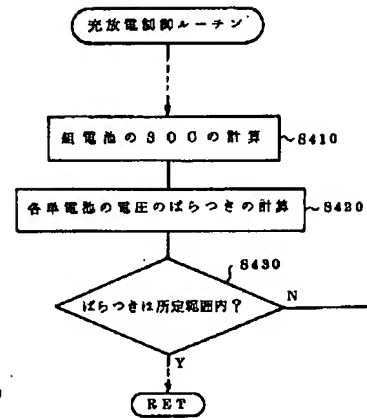 充放電制御ルーチン
組電池のSOCの計算
S410
各単電池の電圧のばらつきの計算
S420
S430
ばらつきは所定範囲内?
N
Y
RET